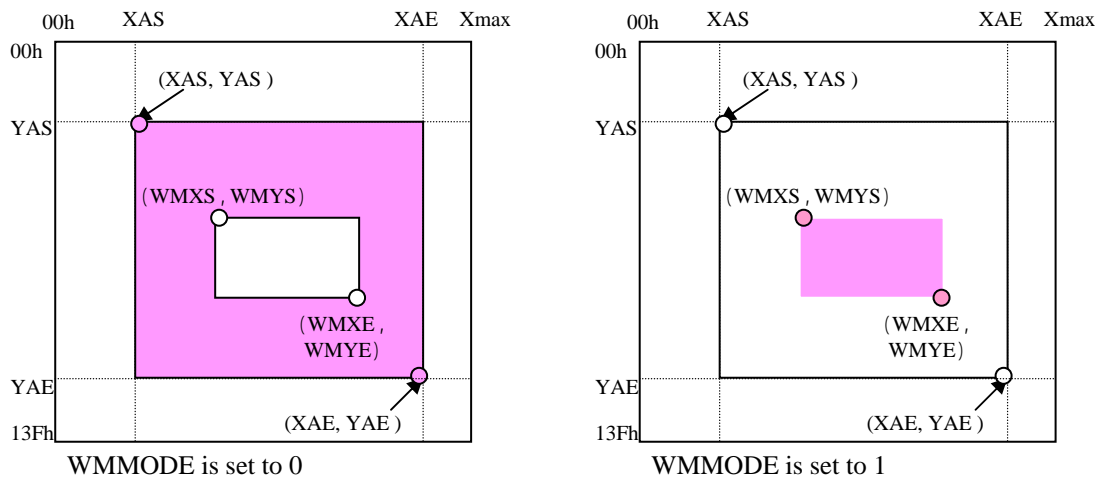 00h XAS XAE Xmax
00h
(XAS, YAS )
YAS
(WMXS , WMYS)
(WMXE ,
WMYE)
YAE
(XAE, YAE )
13Fh
WMMODE is set to 0
00h XAS XAE Xmax
00h
(XAS, YAS )
YAS
(WMXS , WMYS)
(WMXE ,
WMYE)
YAE
(XAE, YAE )
13Fh
WMMODE is set to 1